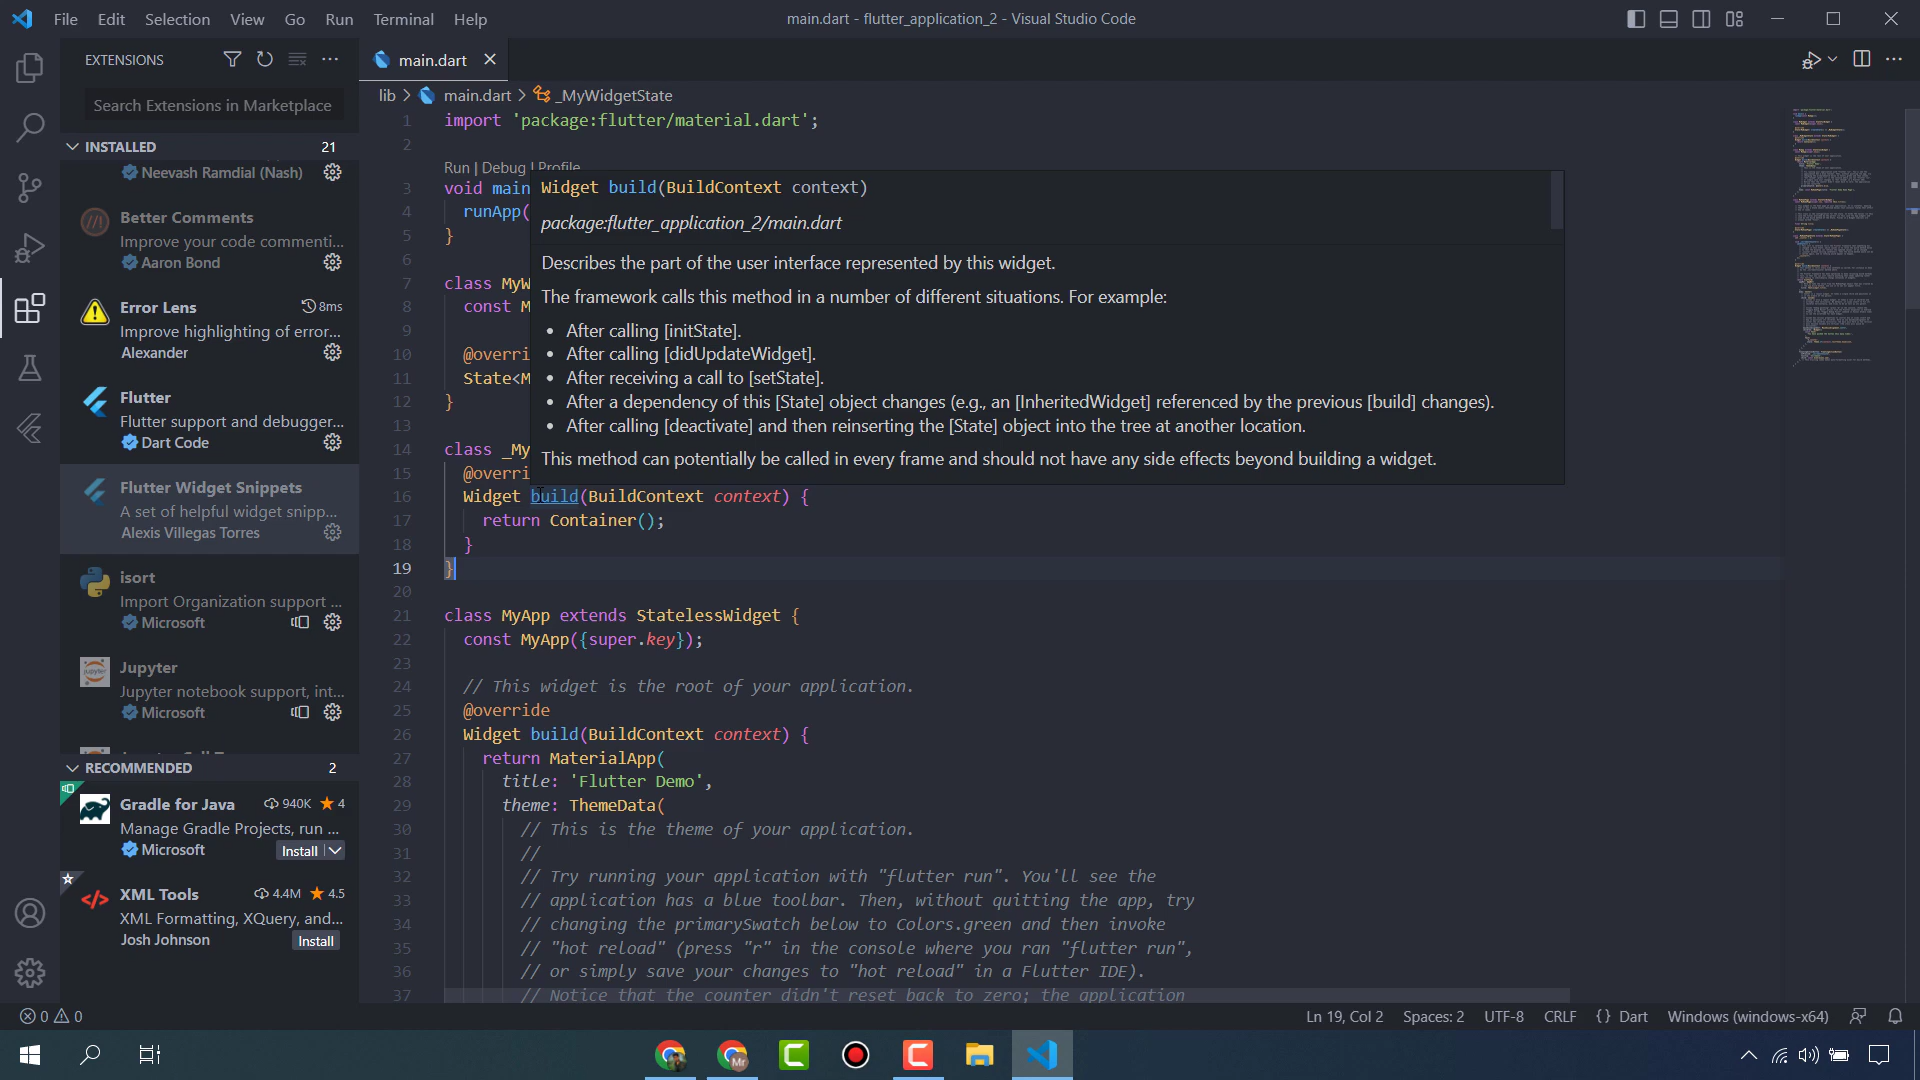 File Edit Selection View Go Run Terminal Help
main.dart - flutter_application_2 - Visual Studio Code
EXTENSIONS
Search Extensions in Marketplace
INSTALLED 21
Neevash Ramdial (Nash)
Better Comments
Improve your code commenti...
Aaron Bond
Error Lens 8ms
Improve highlighting of error...
Alexander
Flutter
Flutter support and debugger...
Dart Code
Flutter Widget Snippets
A set of helpful widget snipp...
Alexis Villegas Torres
isort
Import Organization support ...
Microsoft
Jupyter
Jupyter notebook support, int...
Microsoft
RECOMMENDED 2
Gradle for Java 940K 4
Manage Gradle Projects, run ...
Microsoft Install
XML Tools 4.4M 4.5
XML Formatting, XQuery, and...
Josh Johnson Install
main.dart
lib > main.dart > _MyWidgetState
1 import 'package:flutter/material.dart';
2
Run | Debug | Profile
3 void main
4 runApp(
5 }
6
7 class MyW
8 const M
9
10 @overri
11 State<M
12 }
13
14 class _My
15 @overri
Widget build(BuildContext context)
package:flutter_application_2/main.dart
Describes the part of the user interface represented by this widget.
The framework calls this method in a number of different situations. For example:
• After calling [initState].
• After calling [didUpdateWidget].
• After receiving a call to [setState].
• After a dependency of this [State] object changes (e.g., an [InheritedWidget] referenced by the previous [build] changes).
• After calling [deactivate] and then reinserting the [State] object into the tree at another location.
This method can potentially be called in every frame and should not have any side effects beyond building a widget.
16 Widget build(BuildContext context) {
17 return Container();
18 }
19 }
20
21 class MyApp extends StatelessWidget {
22 const MyApp({super.key});
23
24 // This widget is the root of your application.
25 @override
26 Widget build(BuildContext context) {
27 return MaterialApp(
28 title: 'Flutter Demo',
29 theme: ThemeData(
30 // This is the theme of your application.
31 //
32 // Try running your application with "flutter run". You'll see the
33 // application has a blue toolbar. Then, without quitting the app, try
34 // changing the primarySwatch below to Colors.green and then invoke
35 // "hot reload" (press "r" in the console where you ran "flutter run",
36 // or simply save your changes to "hot reload" in a Flutter IDE).
37 // Notice that the counter didn't reset back to zero; the application
0 0
Ln 19, Col 2 Spaces: 2 UTF-8 CRLF {} Dart Windows (windows-x64)
Mr